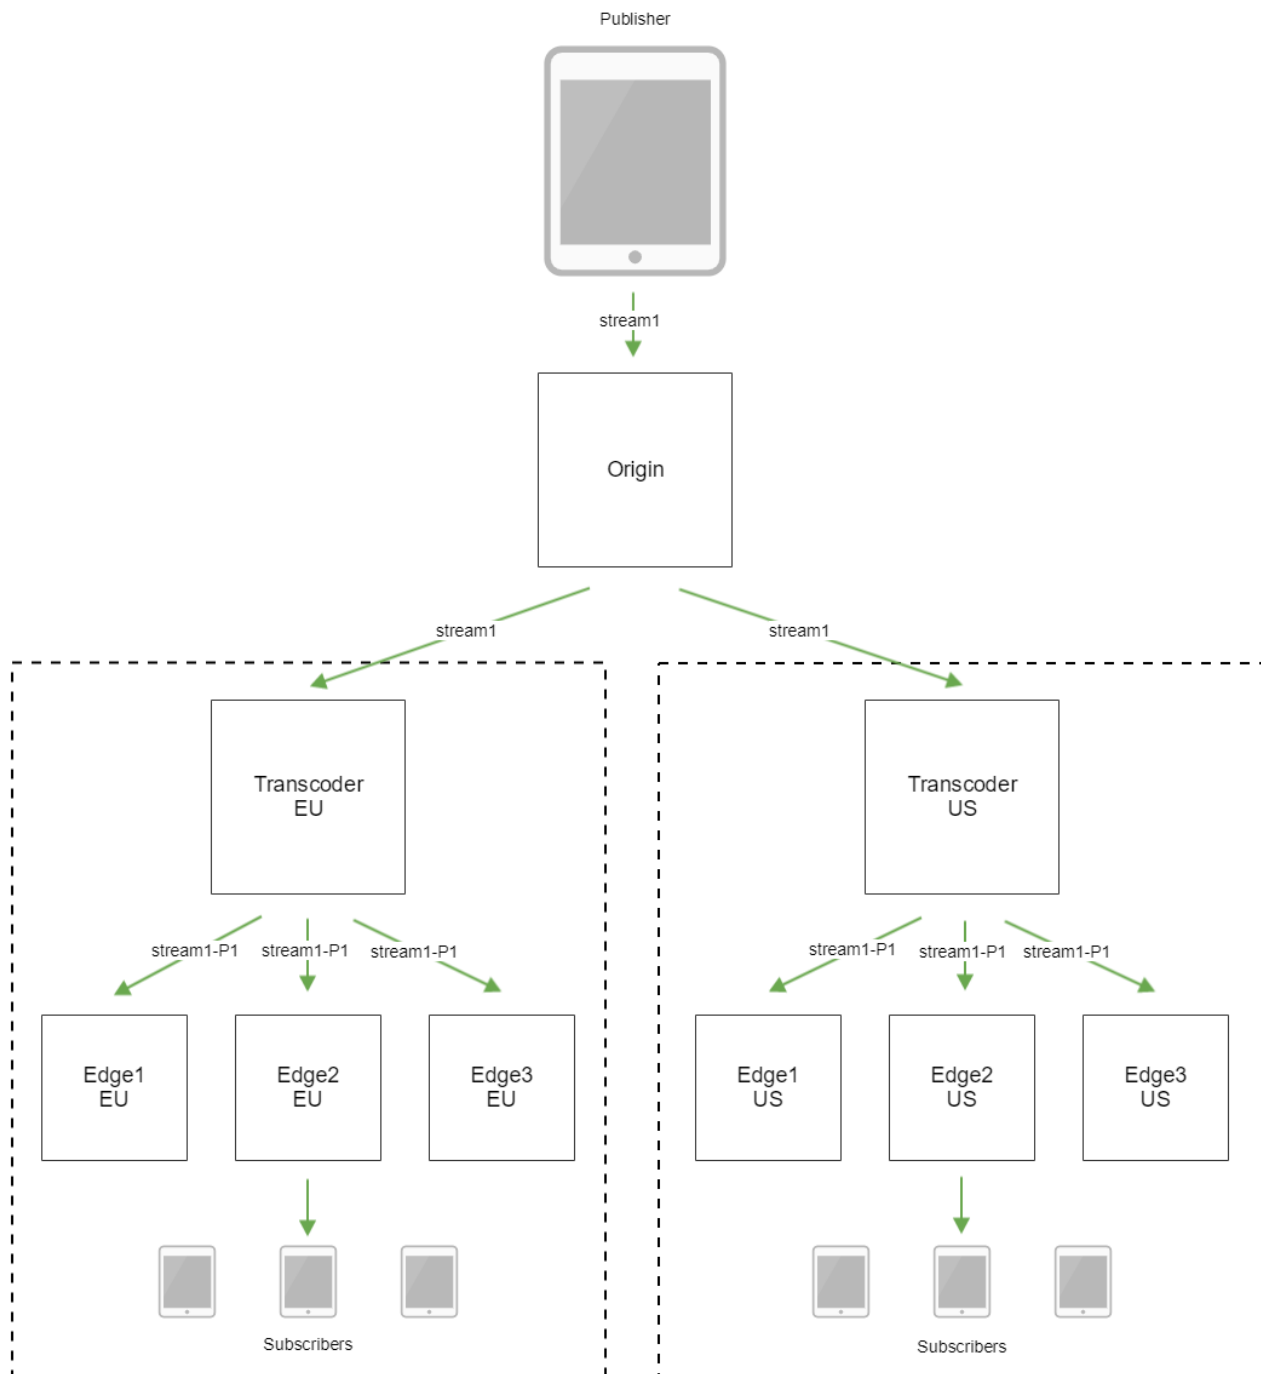 Publisher
stream1
Origin
stream1
stream1
Transcoder
EU
Transcoder
US
stream1-P1
stream1-P1
stream1-P1
stream1-P1
stream1-P1
stream1-P1
Edge1
EU
Edge2
EU
Edge3
EU
Edge1
US
Edge2
US
Edge3
US
Subscribers
Subscribers